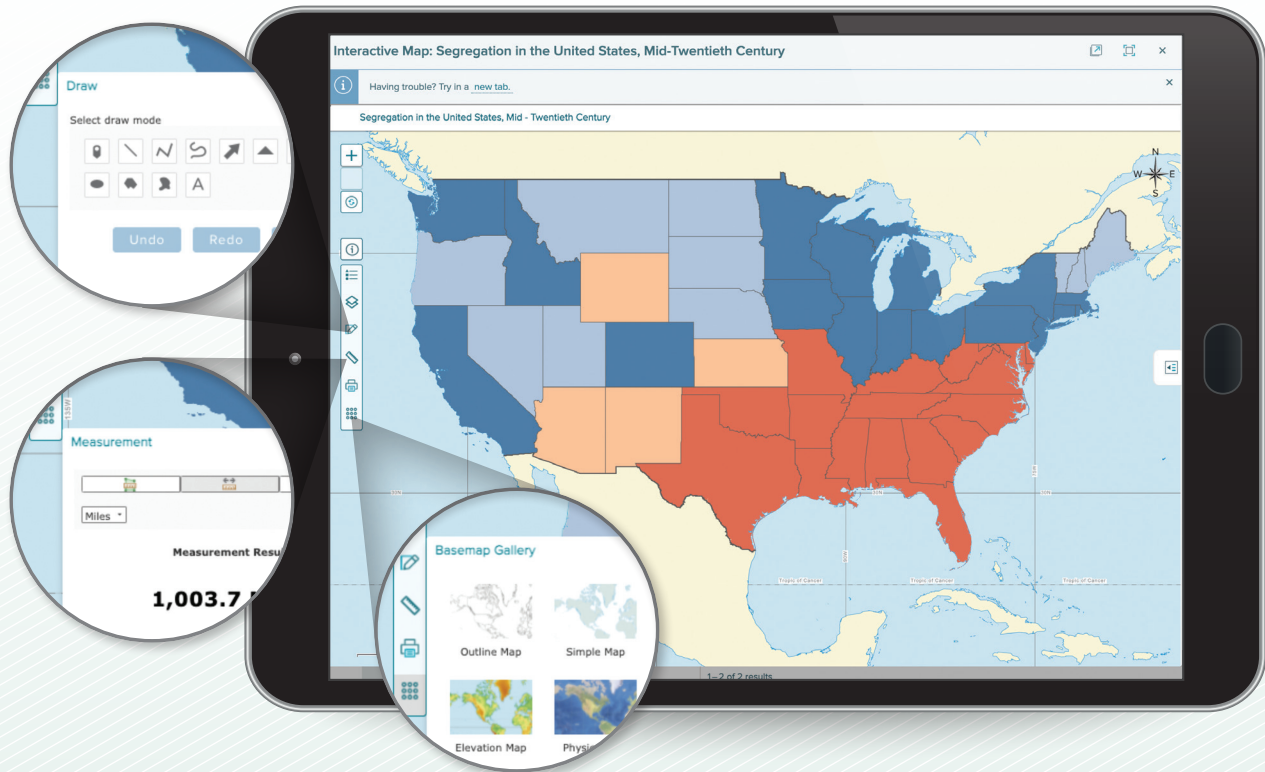 Interactive Map: Segregation in the United States, Mid-Twentieth Century
Having trouble? Try in a new tab.
Segregation in the United States, Mid - Twentieth Century
N
W
E
S
Draw
Select draw mode
A
Undo
Redo
Measurement
Miles
Measurement
1,003.7
Basemap Gallery
Outline Map
Simple Map
Elevation Map
Tropic of Cancer
Tropic of Cancer
Tropic of Cancer
1–2 of 2 results